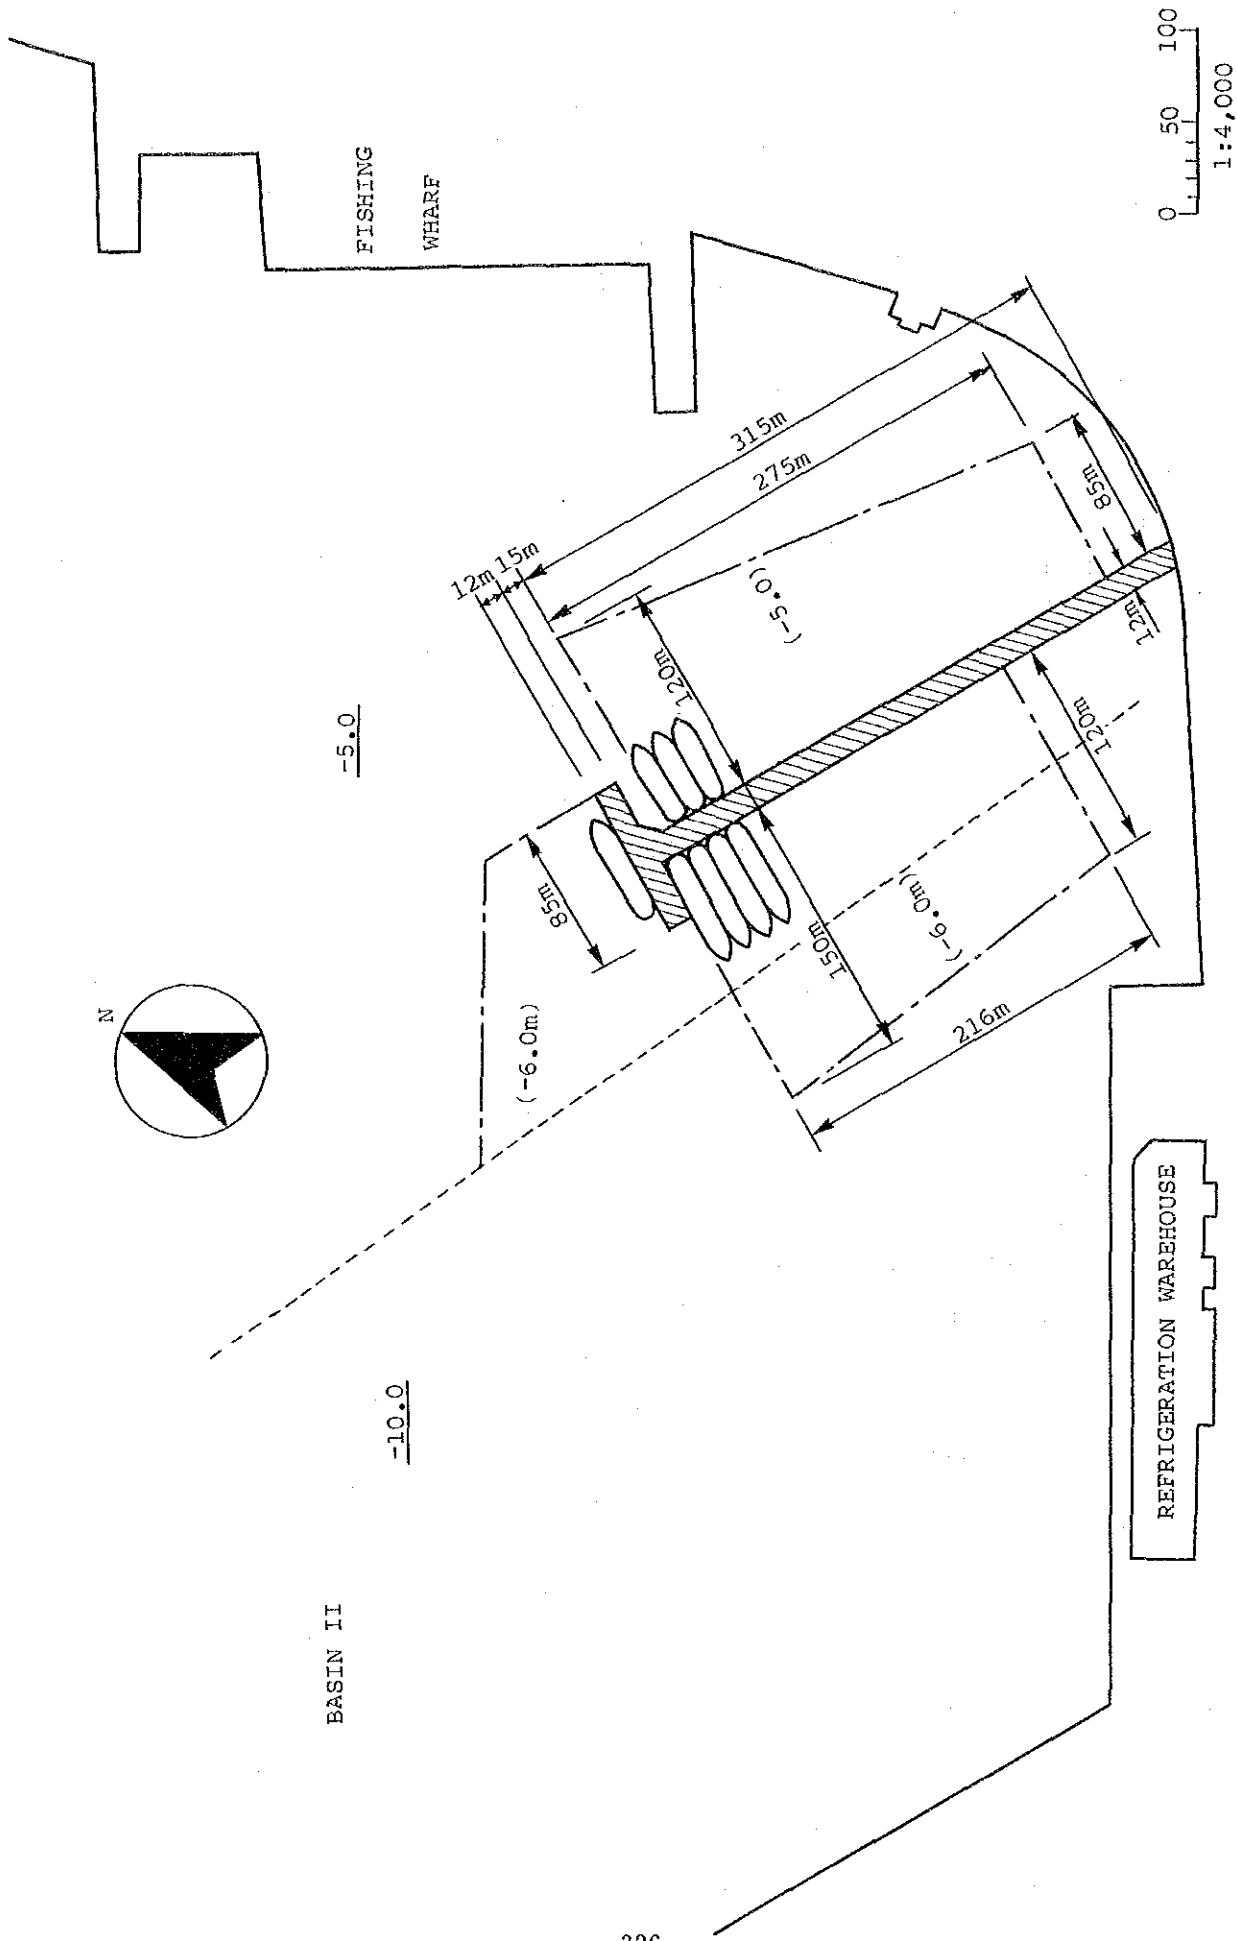 FISHING
WHARF
0 50 100
1:4,000
315m
275m
85m
12m
15m
(-5.0)
12m
120m
120m
-5.0
85m
150m
(-6.0m)
216m
N
(-6.0m)
-10.0
BASIN II
REFRIGERATION WAREHOUSE